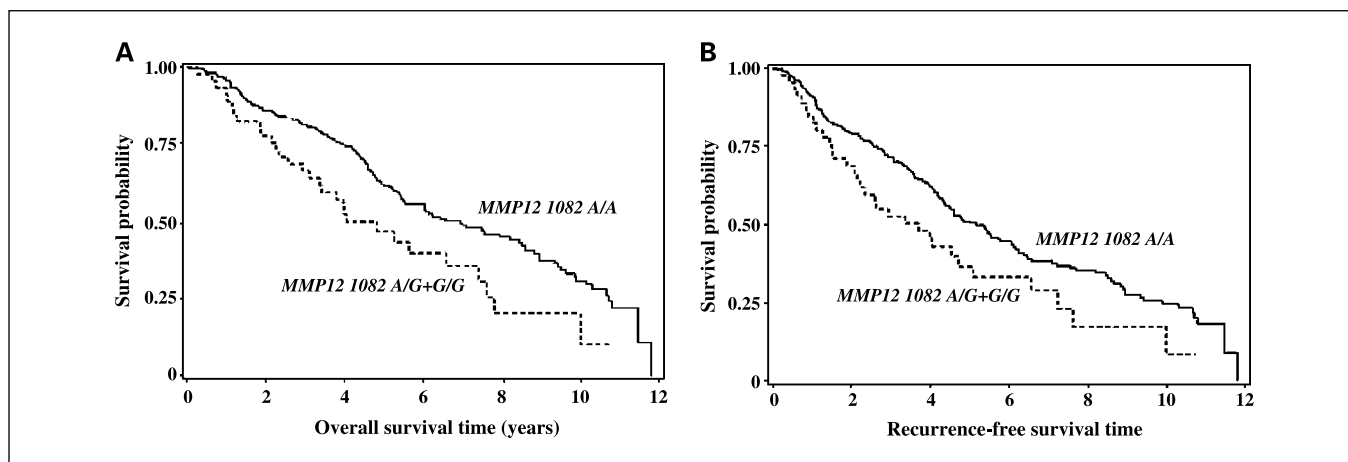 A
1.00
0.75
0.50
0.25
0
Survival probability
MMP12 1082 A/A
MMP12 1082 A/G+G/G
0 2 4 6 8 10 12
Overall survival time (years)
B
1.00
0.75
0.50
0.25
0
Survival probability
MMP12 1082 A/A
MMP12 1082 A/G+G/G
0 2 4 6 8 10 12
Recurrence-free survival time